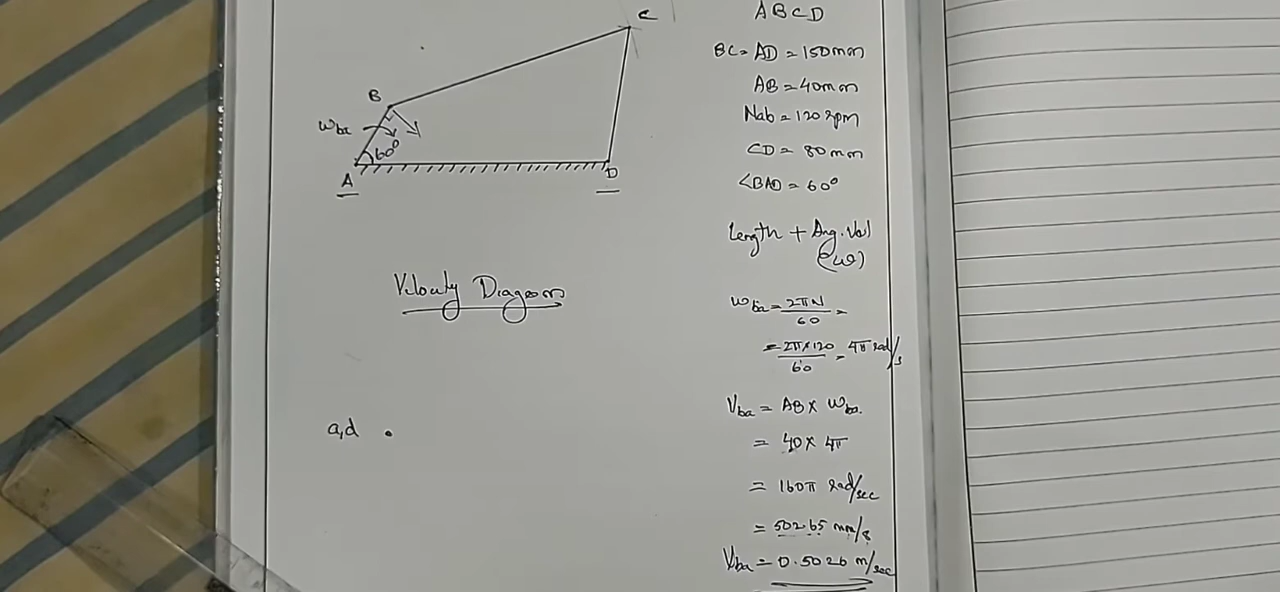 C
B
ωba
60°
A
D
Velocity Diagram
a,d
ABCD
BC = AD = 150mm
AB = 40mm
Nab = 120 rpm
CD = 80mm
∠BAD = 60°
Length + Ang. Vel
(ω)
ωba = 2πN/60 =
= 2π×120/60 = 4π rad/s
Vba = AB × ωba.
= 40 × 4π
= 160π rad/sec
= 502.65 mm/s
Vba = 0.5026 m/sec